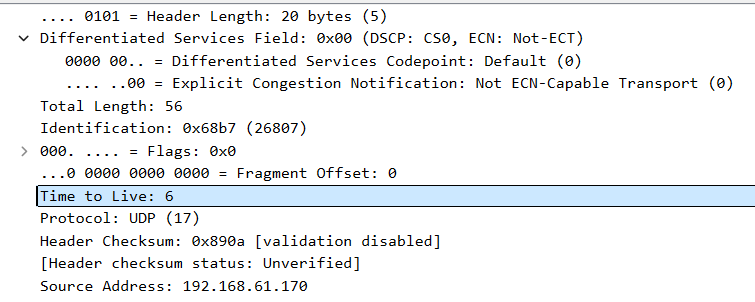 .... 0101 = Header Length: 20 bytes (5)
Differentiated Services Field: 0x00 (DSCP: CS0, ECN: Not-ECT)
0000 00.. = Differentiated Services Codepoint: Default (0)
.... ..00 = Explicit Congestion Notification: Not ECN-Capable Transport (0)
Total Length: 56
Identification: 0x68b7 (26807)
000. .... = Flags: 0x0
...0 0000 0000 0000 = Fragment Offset: 0
Time to Live: 6
Protocol: UDP (17)
Header Checksum: 0x890a [validation disabled]
[Header checksum status: Unverified]
Source Address: 192.168.61.170